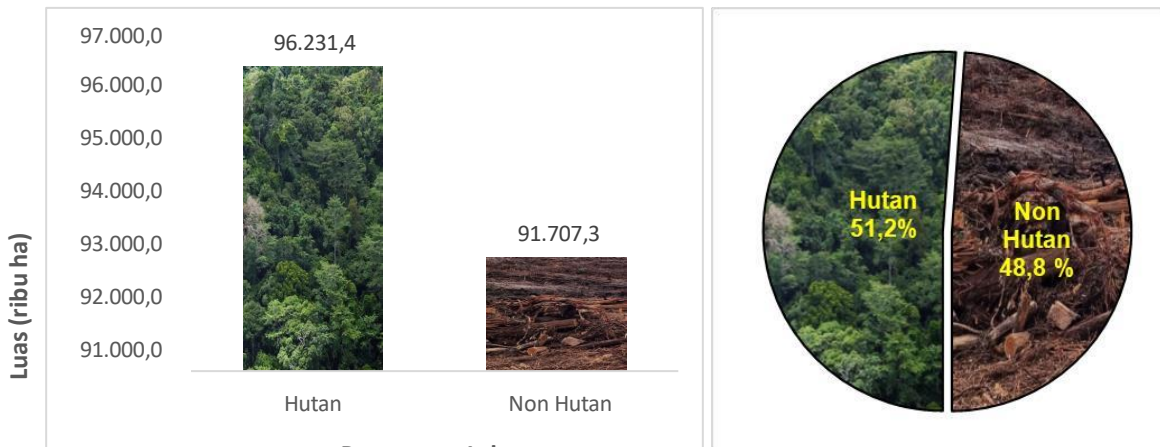 97.000,0
96.231,4
96.000,0
95.000,0
94.000,0
93.000,0
91.707,3
92.000,0
91.000,0
Luas (ribu ha)
Hutan
Non Hutan
Hutan
51,2%
Non
Hutan
48,8 %